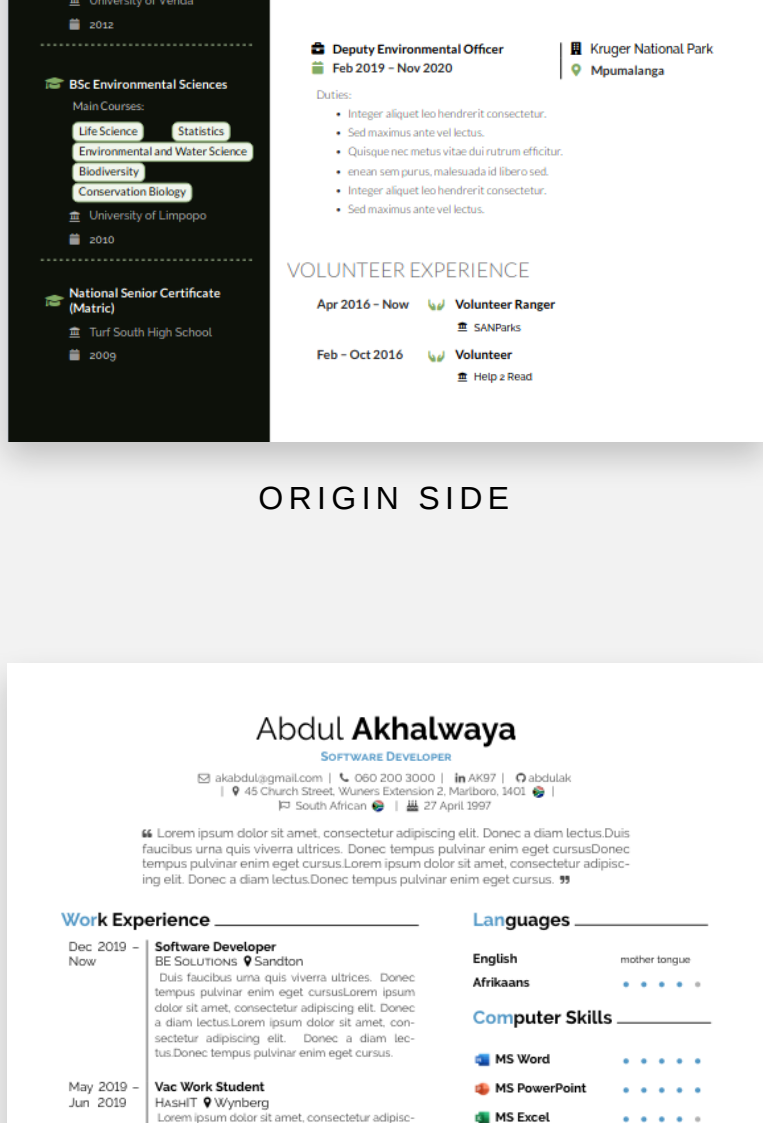 University of Venda
2012
BSc Environmental Sciences
Main Courses:
Life Science Statistics
Environmental and Water Science
Biodiversity
Conservation Biology
University of Limpopo
2010
National Senior Certificate
(Matric)
Turf South High School
2009
Deputy Environmental Officer Kruger National Park
Feb 2019 – Nov 2020 Mpumalanga
Duties:
• Integer aliquet leo hendrerit consectetur.
• Sed maximus ante vel lectus.
• Quisque nec metus vitae dui rutrum efficitur.
• enean sem purus, malesuada id libero sed.
• Integer aliquet leo hendrerit consectetur.
• Sed maximus ante vel lectus.
VOLUNTEER EXPERIENCE
Apr 2016 – Now Volunteer Ranger
SANParks
Feb – Oct 2016 Volunteer
Help 2 Read
ORIGIN SIDE
Abdul Akhalwaya
Software Developer
akabdul@gmail.com | 060 200 3000 | in AK97 | abdulak
| 45 Church Street, Wuners Extension 2, Marlboro, 1401 |
South African | 27 April 1997
“ Lorem ipsum dolor sit amet, consectetur adipiscing elit. Donec a diam lectus.Duis
faucibus urna quis viverra ultrices. Donec tempus pulvinar enim eget cursusDonec
tempus pulvinar enim eget cursus.Lorem ipsum dolor sit amet, consectetur adipisc-
ing elit. Donec a diam lectus.Donec tempus pulvinar enim eget cursus. ”
Work Experience
Dec 2019 – Software Developer
Now BE Solutions Sandton
Duis faucibus urna quis viverra ultrices. Donec
tempus pulvinar enim eget cursusLorem ipsum
dolor sit amet, consectetur adipiscing elit. Donec
a diam lectus.Lorem ipsum dolor sit amet, con-
sectetur adipiscing elit. Donec a diam lec-
tus.Donec tempus pulvinar enim eget cursus.
May 2019 – Vac Work Student
Jun 2019 HashIT Wynberg
Lorem ipsum dolor sit amet, consectetur adipisc-
Languages
English mother tongue
Afrikaans
Computer Skills
MS Word
MS PowerPoint
MS Excel